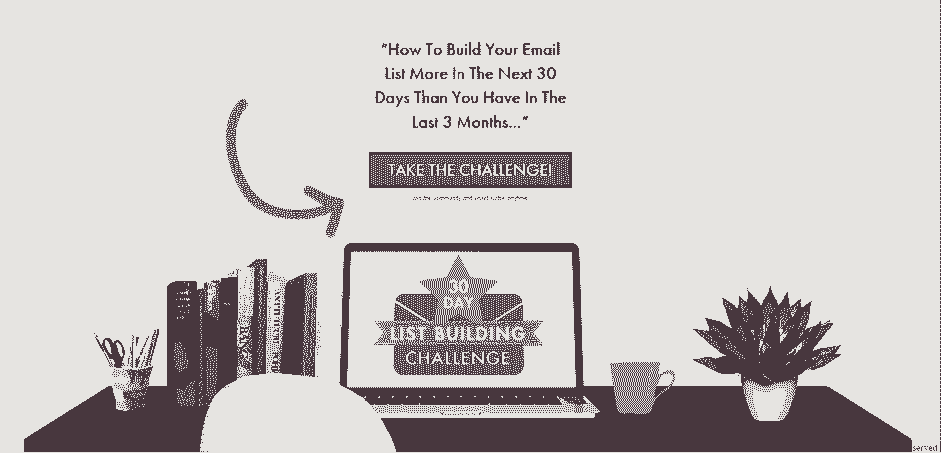 "How To Build Your Email
List More In The Next 30
Days Than You Have In The
Last 3 Months..."
TAKE THE CHALLENGE!
30
DAY
LIST BUILDING
CHALLENGE
served